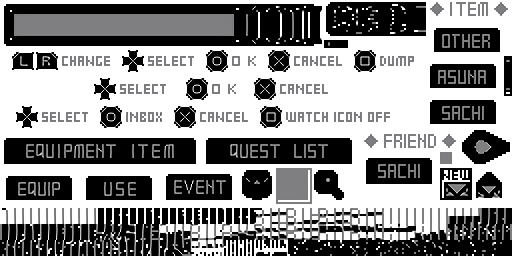 ITEM
OTHER
L R CHANGE SELECT O K CANCEL DUMP
ASUNA
SELECT O K CANCEL
SACHI
SELECT INBOX CANCEL WATCH ICON OFF
FRIEND
EQUIPMENT ITEM QUEST LIST
SACHI
EQUIP USE EVENT
NEW